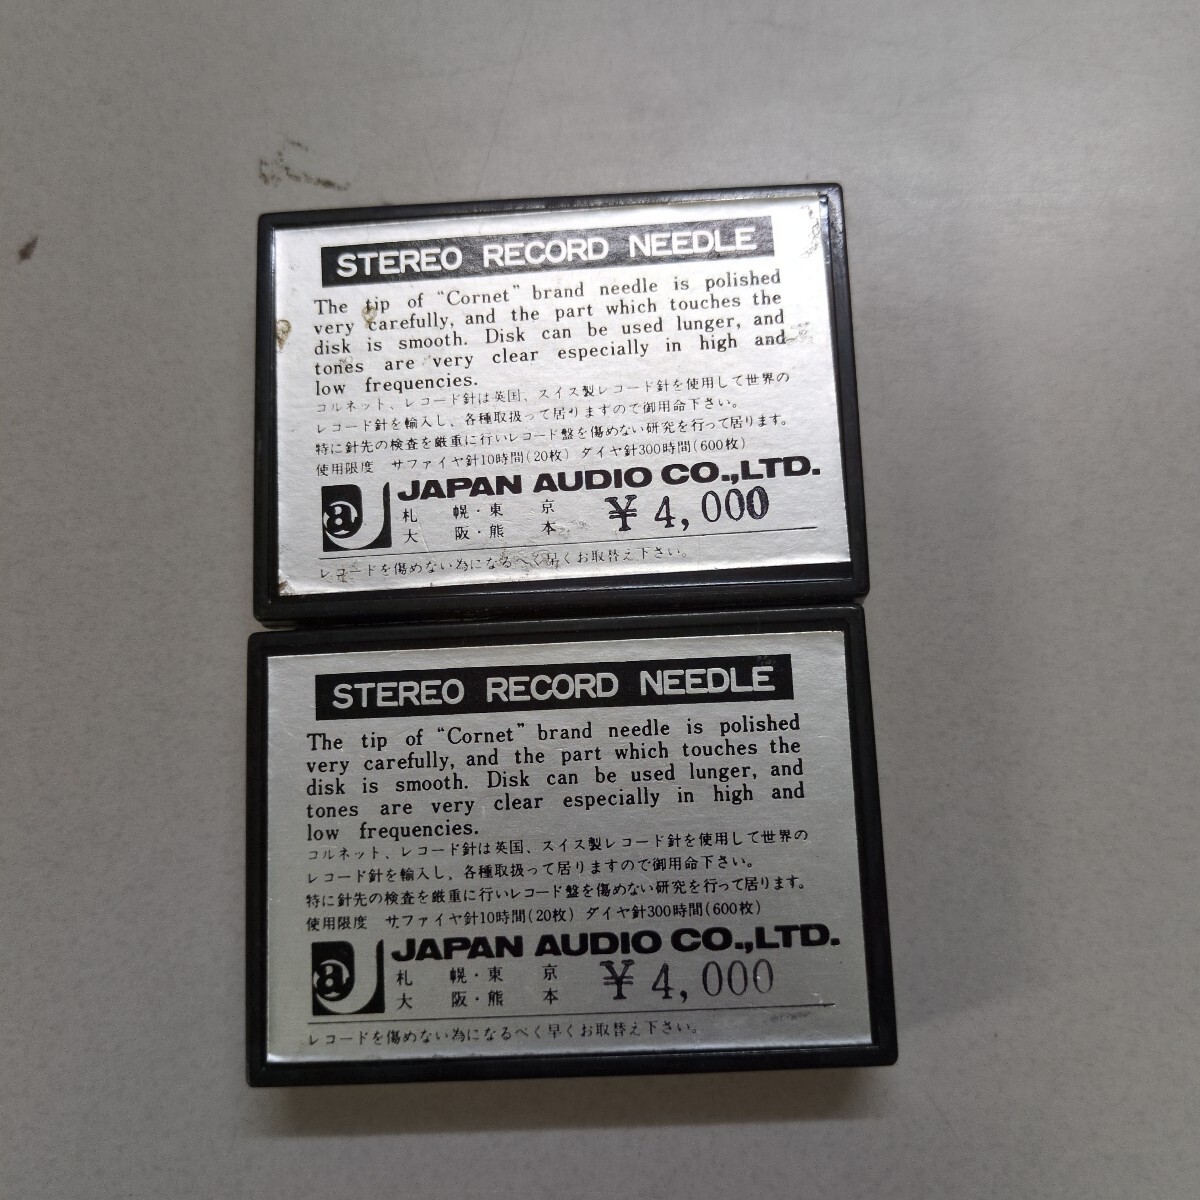 STEREO RECORD NEEDLE
The tip of "Cornet" brand needle is polished
very carefully, and the part which touches the
disk is smooth. Disk can be used lunger, and
tones are very clear especially in high and
low frequencies.
コルネット、レコード針は英国、スイス製レコード針を使用して世界の
レコード針を輸入し、各種取扱って居りますので御用命下さい。
特に針先の検査を厳重に行いレコード盤を傷めない研究を行って居ります。
使用限度 サファイヤ針10時間(20枚) ダイヤ針300時間(600枚)
a JAPAN AUDIO CO.,LTD.
札 幌・東 京 ¥4,000
大 阪・熊 本
レコードを傷めない為になるべく早くお取替え下さい。
STEREO RECORD NEEDLE
The tip of "Cornet" brand needle is polished
very carefully, and the part which touches the
disk is smooth. Disk can be used lunger, and
tones are very clear especially in high and
low frequencies.
コルネット、レコード針は英国、スイス製レコード針を使用して世界の
レコード針を輸入し、各種取扱って居りますので御用命下さい。
特に針先の検査を厳重に行いレコード盤を傷めない研究を行って居ります。
使用限度 サファイヤ針10時間(20枚) ダイヤ針300時間(600枚)
a JAPAN AUDIO CO.,LTD.
札 幌・東 京 ¥4,000
大 阪・熊 本
レコードを傷めない為になるべく早くお取替え下さい。